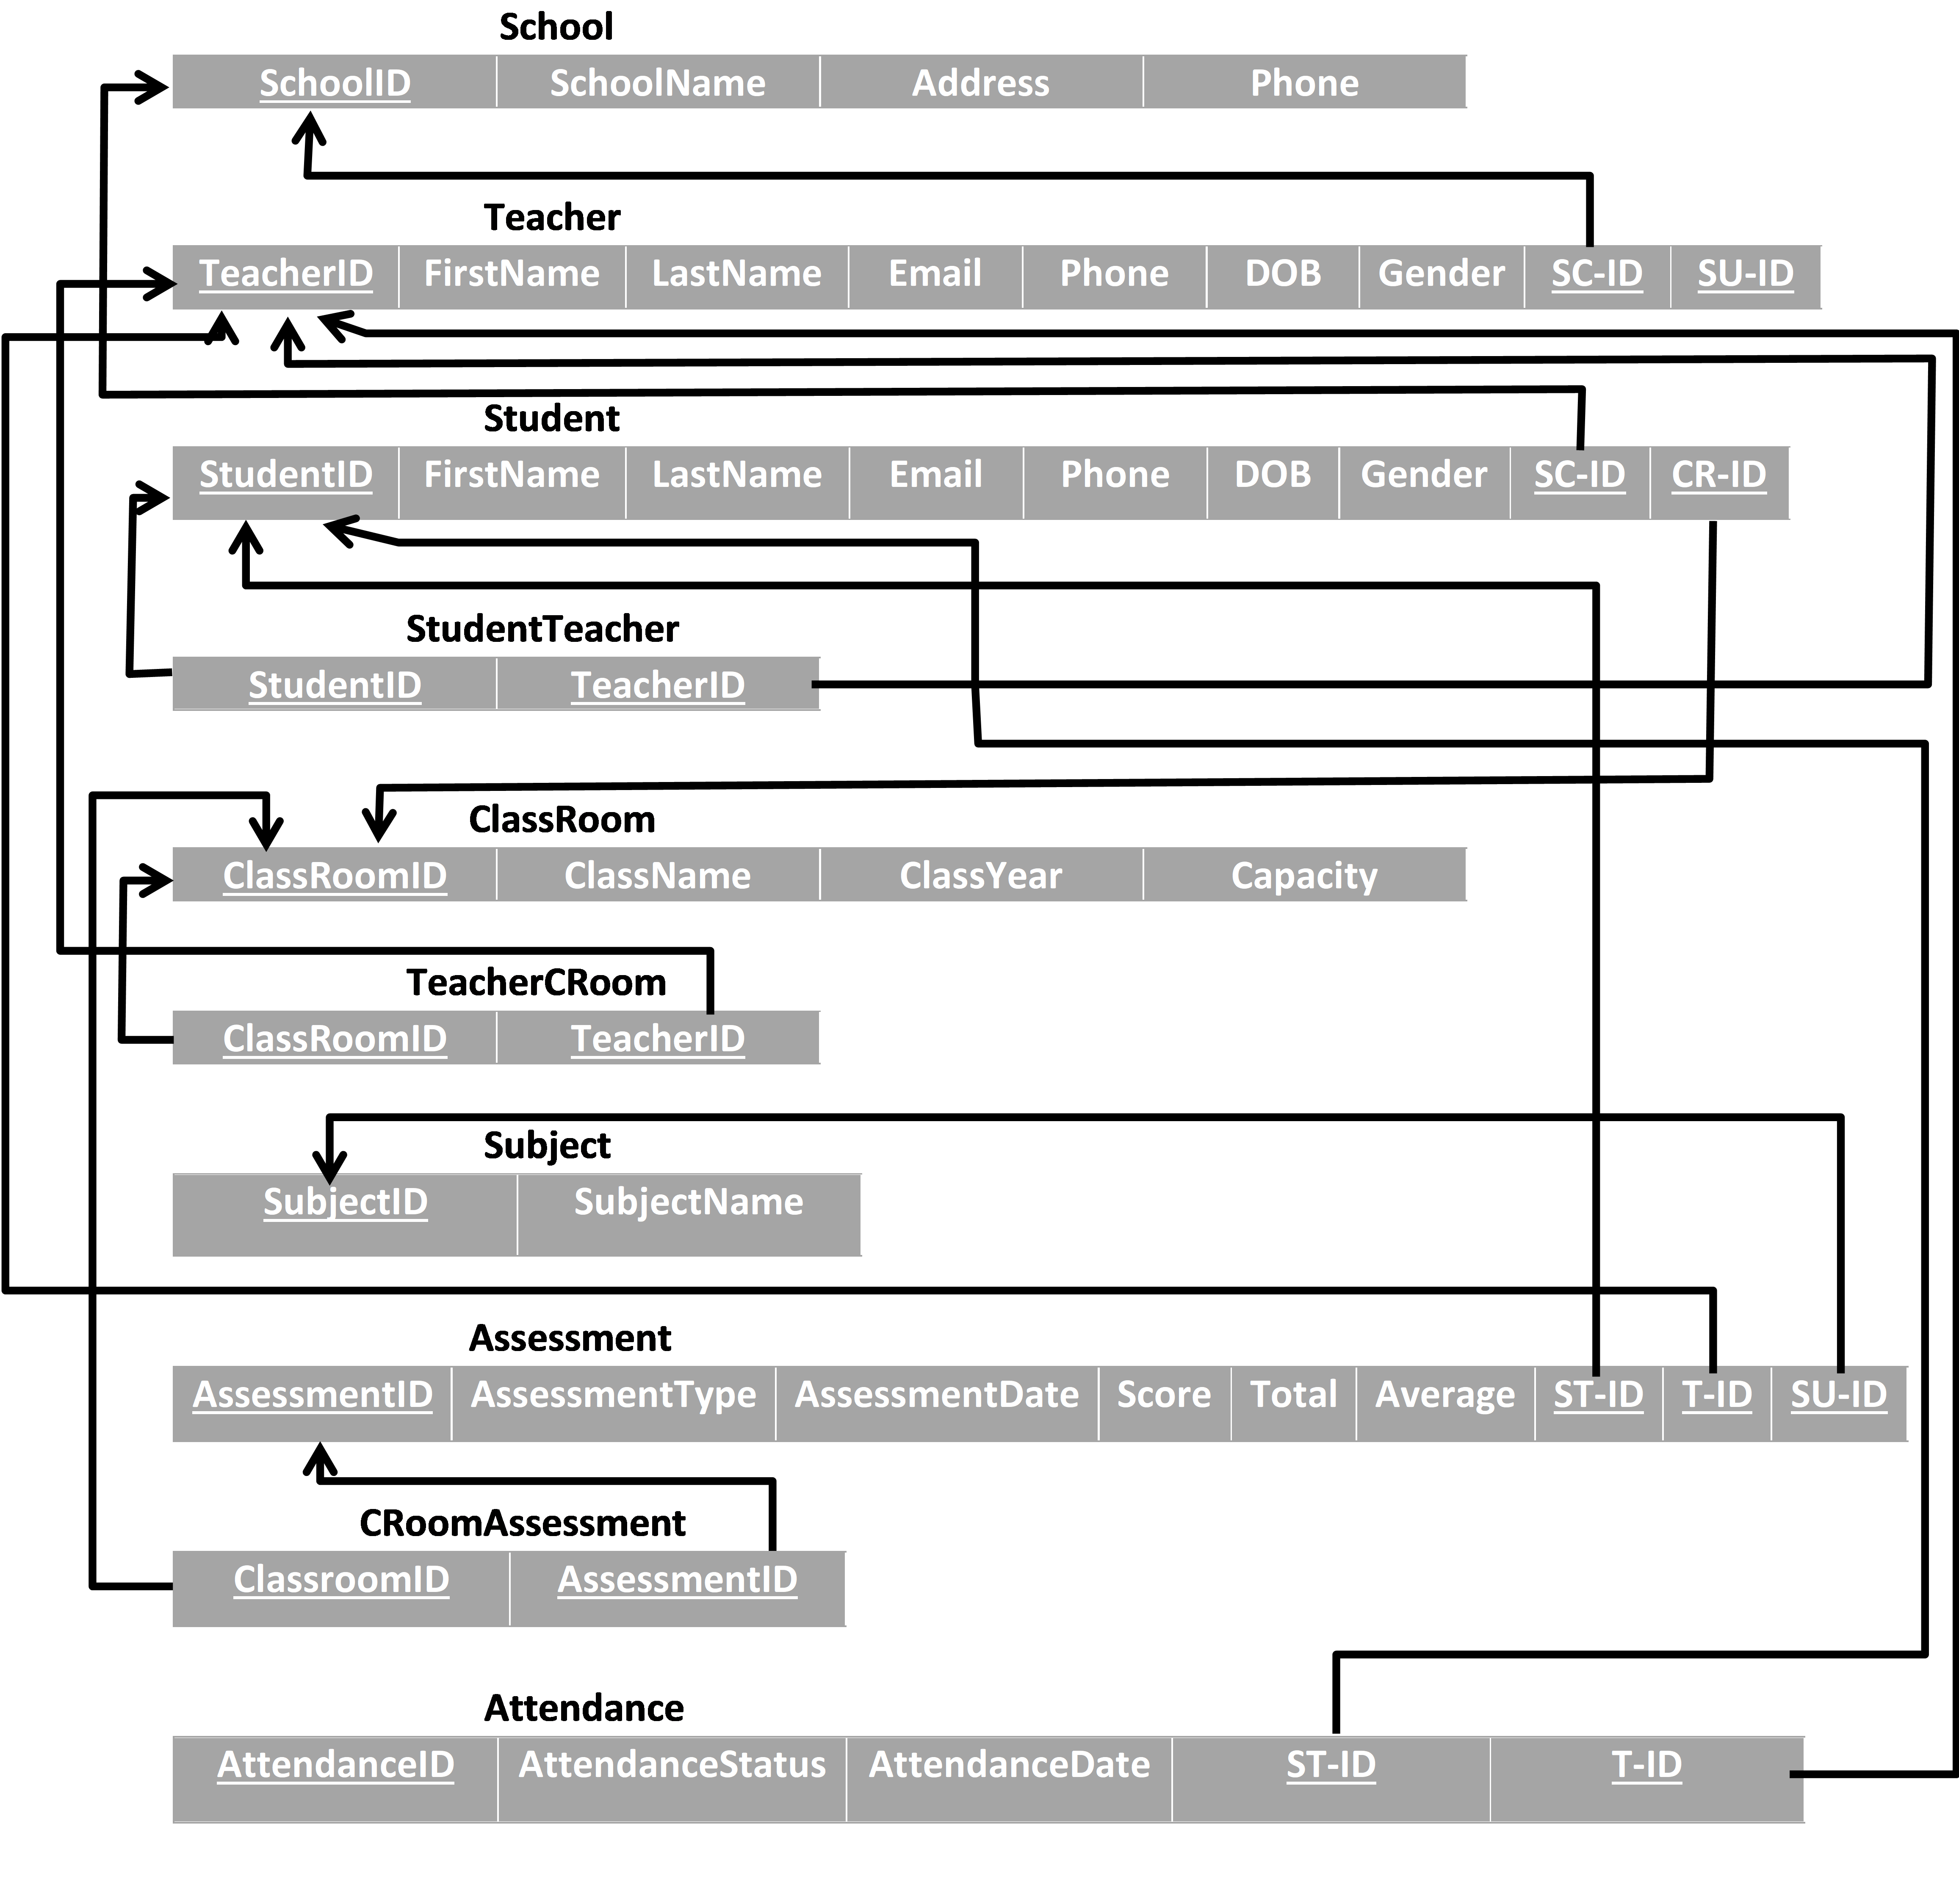 School
SchoolID SchoolName Address Phone
Teacher
TeacherID FirstName LastName Email Phone DOB Gender SC-ID SU-ID
Student
StudentID FirstName LastName Email Phone DOB Gender SC-ID CR-ID
StudentTeacher
StudentID TeacherID
ClassRoom
ClassRoomID ClassName ClassYear Capacity
TeacherCRoom
ClassRoomID TeacherID
Subject
SubjectID SubjectName
Assessment
AssessmentID AssessmentType AssessmentDate Score Total Average ST-ID T-ID SU-ID
CRoomAssessment
ClassroomID AssessmentID
Attendance
AttendanceID AttendanceStatus AttendanceDate ST-ID T-ID